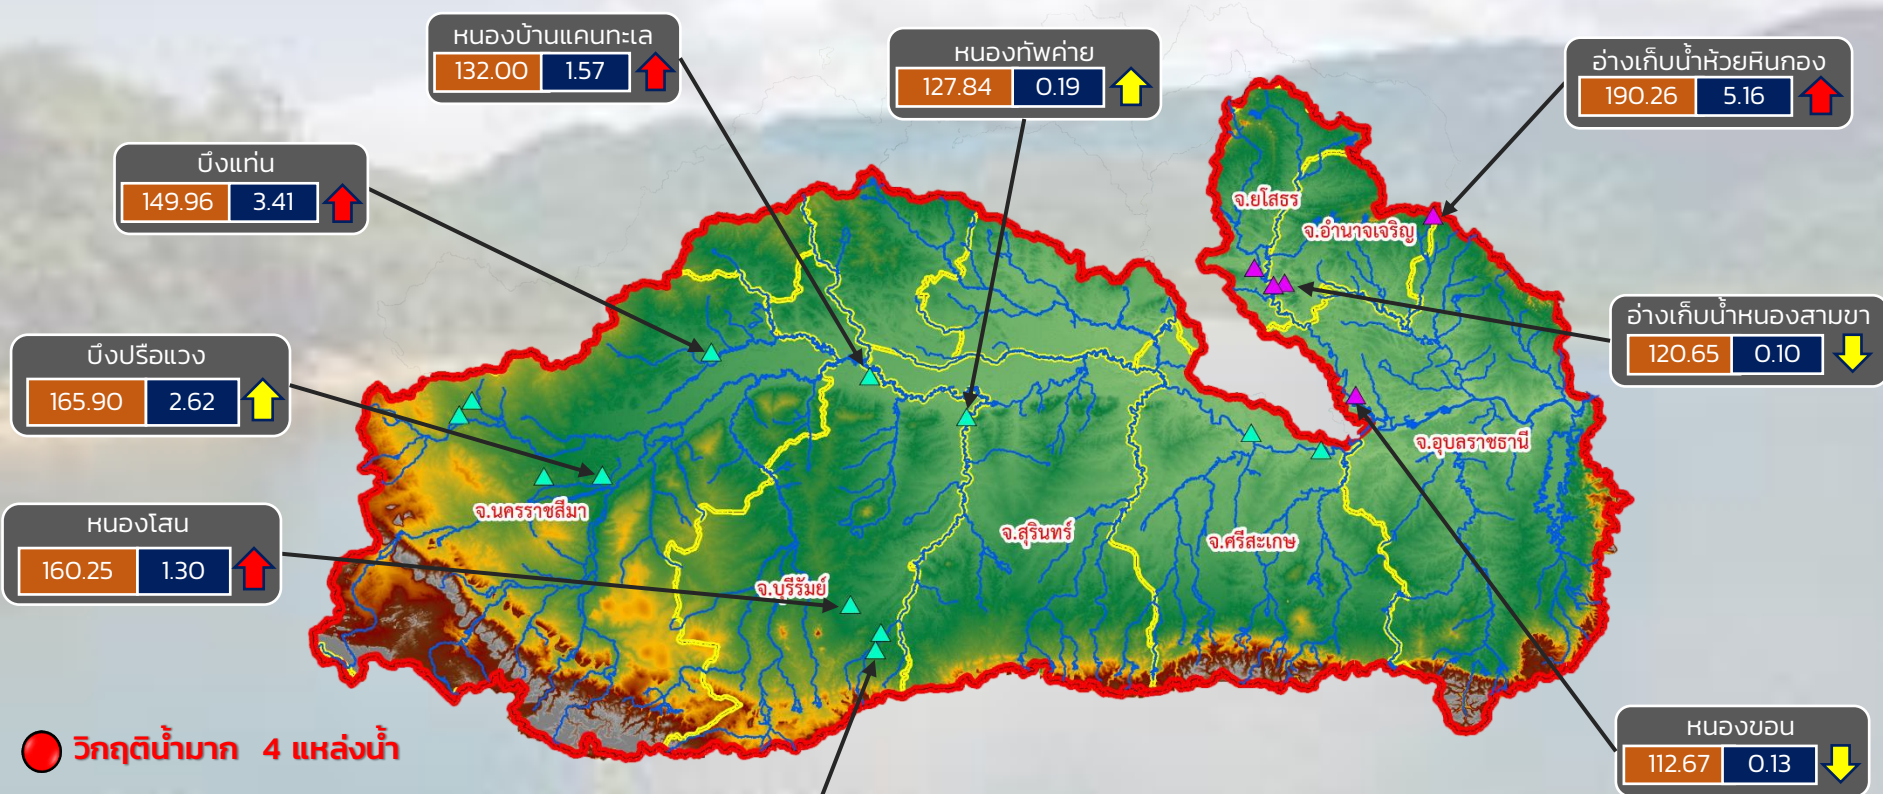 หนองบ้านแคนทะเล
132.00 1.57
หนองทัพค่าย
127.84 0.19
อ่างเก็บน้ำห้วยหินกอง
190.26 5.16
บึงแท่น
149.96 3.41
จ.ยโสธร
จ.อำนาจเจริญ
อ่างเก็บน้ำหนองสามขา
120.65 0.10
บึงปรือแวง
165.90 2.62
จ.อุบลราชธานี
หนองโสน
160.25 1.30
จ.นครราชสีมา
จ.สุรินทร์
จ.ศรีสะเกษ
จ.บุรีรัมย์
หนองขอน
112.67 0.13
วิกฤติน้ำมาก 4 แหล่งน้ำ